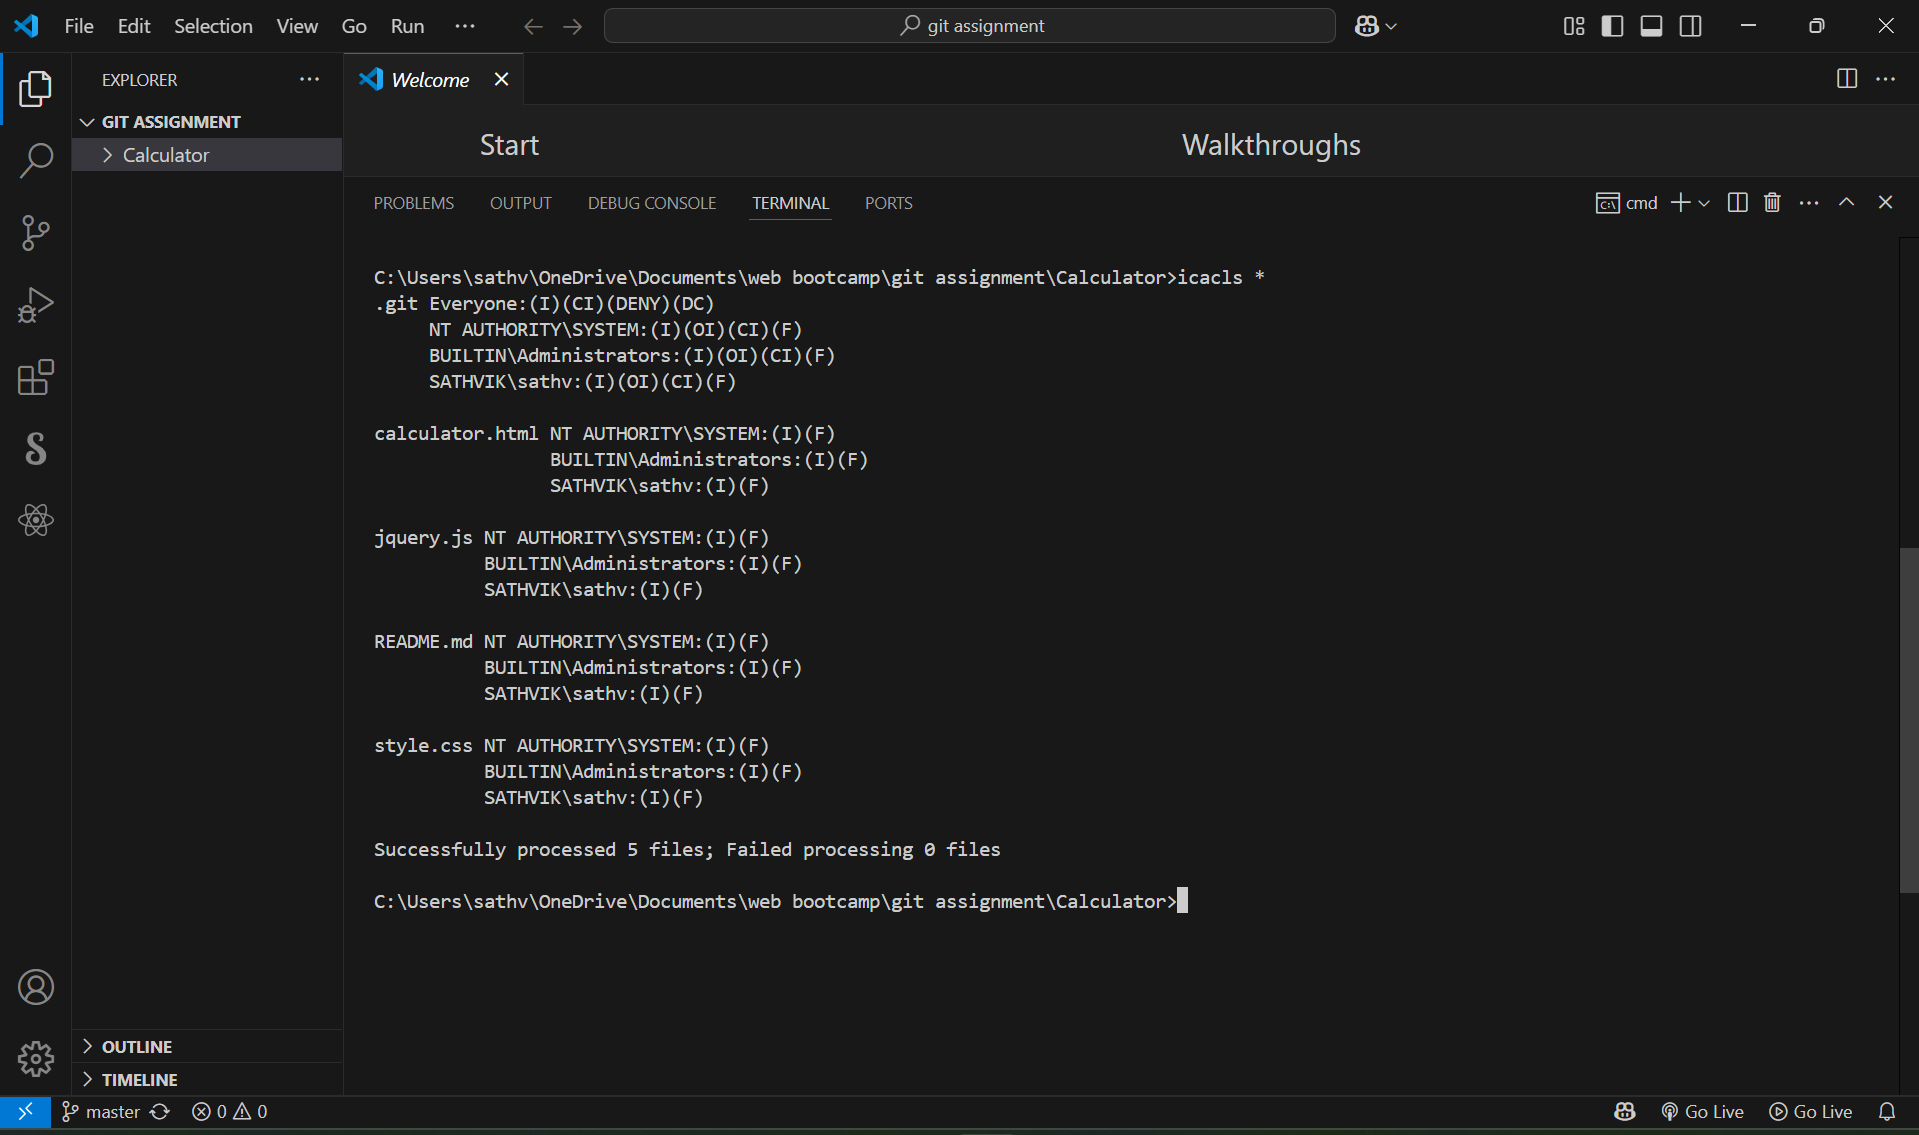 File Edit Selection View Go Run ··· git assignment
EXPLORER ···
GIT ASSIGNMENT
Calculator
Welcome
Start Walkthroughs
PROBLEMS OUTPUT DEBUG CONSOLE TERMINAL PORTS cmd
C:\Users\sathv\OneDrive\Documents\web bootcamp\git assignment\Calculator>icacls *
.git Everyone:(I)(CI)(DENY)(DC)
     NT AUTHORITY\SYSTEM:(I)(OI)(CI)(F)
     BUILTIN\Administrators:(I)(OI)(CI)(F)
     SATHVIK\sathv:(I)(OI)(CI)(F)
calculator.html NT AUTHORITY\SYSTEM:(I)(F)
                BUILTIN\Administrators:(I)(F)
                SATHVIK\sathv:(I)(F)
jquery.js NT AUTHORITY\SYSTEM:(I)(F)
          BUILTIN\Administrators:(I)(F)
          SATHVIK\sathv:(I)(F)
README.md NT AUTHORITY\SYSTEM:(I)(F)
          BUILTIN\Administrators:(I)(F)
          SATHVIK\sathv:(I)(F)
style.css NT AUTHORITY\SYSTEM:(I)(F)
          BUILTIN\Administrators:(I)(F)
          SATHVIK\sathv:(I)(F)
Successfully processed 5 files; Failed processing 0 files
C:\Users\sathv\OneDrive\Documents\web bootcamp\git assignment\Calculator>
OUTLINE
TIMELINE
master 0 0 Go Live Go Live